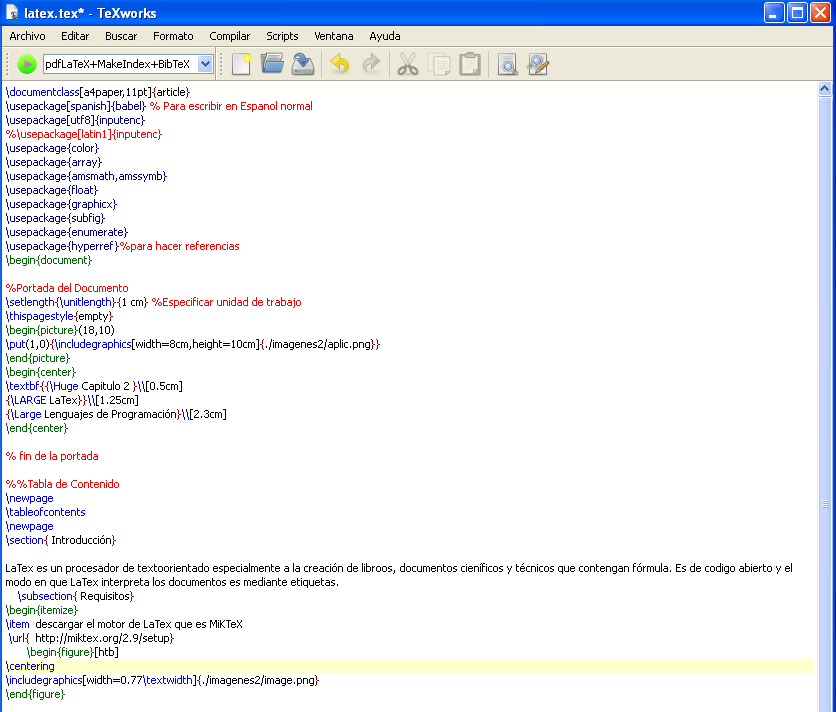 latex.tex* - TeXworks
Archivo Editar Buscar Formato Compilar Scripts Ventana Ayuda
pdfLaTeX+MakeIndex+BibTeX
\documentclass[a4paper,11pt]{article}
\usepackage[spanish]{babel} % Para escribir en Espanol normal
\usepackage[utf8]{inputenc}
%\usepackage[latin1]{inputenc}
\usepackage{color}
\usepackage{array}
\usepackage{amsmath,amssymb}
\usepackage{float}
\usepackage{graphicx}
\usepackage{subfig}
\usepackage{enumerate}
\usepackage{hyperref}%para hacer referencias
\begin{document}

%Portada del Documento
\setlength{\unitlength}{1 cm} %Especificar unidad de trabajo
\thispagestyle{empty}
\begin{picture}(18,10)
\put(1,0){\includegraphics[width=8cm,height=10cm]{./imagenes2/aplic.png}}
\end{picture}
\begin{center}
\textbf{{\Huge Capitulo 2 }\\[0.5cm]
{\LARGE LaTex}}\\[1.25cm]
{\Large Lenguajes de Programación}\\[2.3cm]
\end{center}

% fin de la portada

%%Tabla de Contenido
\newpage
\tableofcontents
\newpage
\section{ Introducción}

LaTex es un procesador de textoorientado especialmente a la creación de libroos, documentos cieníficos y técnicos que contengan fórmula. Es de codigo abierto y el
modo en que LaTex interpreta los documentos es mediante etiquetas.
\subsection{ Requisitos}
\begin{itemize}
\item descargar el motor de LaTex que es MiKTeX
\url{ http://miktex.org/2.9/setup}
\begin{figure}[htb]
\centering
\includegraphics[width=0.77\textwidth]{./imagenes2/image.png}
\end{figure}